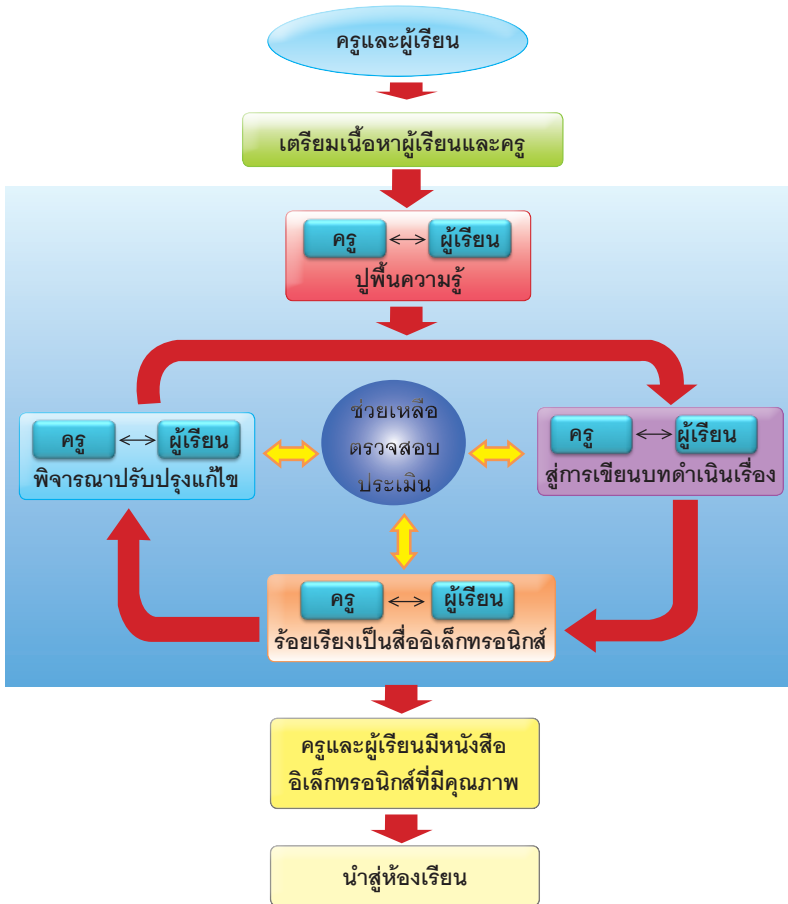 ครูและผู้เรียน
เตรียมเนื้อหาผู้เรียนและครู
ครู ผู้เรียน
ปูพื้นความรู้
ช่วยเหลือ
ตรวจสอบ
ประเมิน
ครู ผู้เรียน
พิจารณาปรับปรุงแก้ไข
ครู ผู้เรียน
สู่การเขียนบทดำเนินเรื่อง
ครู ผู้เรียน
ร้อยเรียงเป็นสื่ออิเล็กทรอนิกส์
ครูและผู้เรียนมีหนังสือ
อิเล็กทรอนิกส์ที่มีคุณภาพ
นำสู่ห้องเรียน